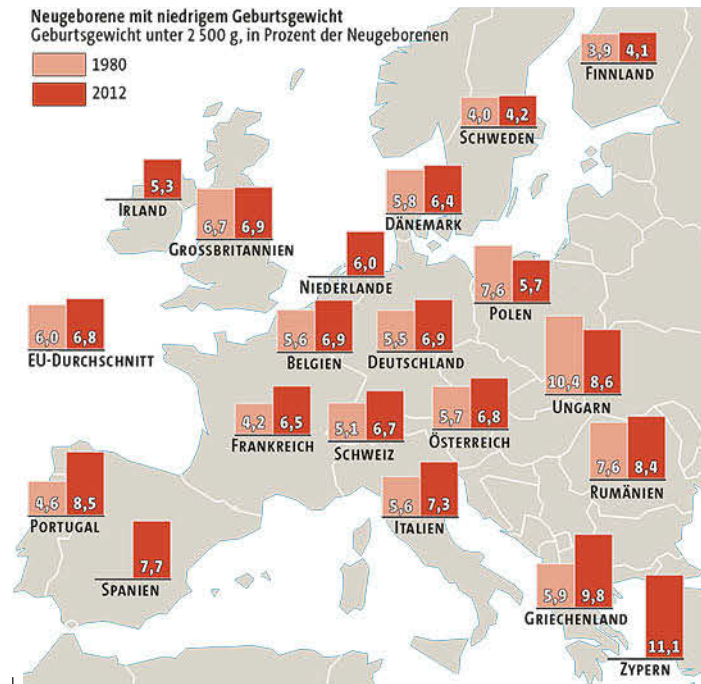 Neugeborene mit niedrigem Geburtsgewicht
Geburtsgewicht unter 2 500 g, in Prozent der Neugeborenen
1980
2012
3,9 4,1
FINNLAND
4,0 4,2
SCHWEDEN
5,3
IRLAND
6,7 6,9
GROSSBRITANNIEN
5,8 6,4
DÄNEMARK
6,0
NIEDERLANDE
7,6 5,7
POLEN
6,0 6,8
EU-DURCHSCHNITT
5,6 6,9
BELGIEN
5,5 6,9
DEUTSCHLAND
10,4 8,6
UNGARN
4,2 6,5
FRANKREICH
5,1 6,7
SCHWEIZ
5,7 6,8
ÖSTERREICH
7,6 8,4
RUMÄNIEN
4,6 8,5
PORTUGAL
5,6 7,3
ITALIEN
7,7
SPANIEN
5,9 9,8
GRIECHENLAND
11,1
ZYPERN